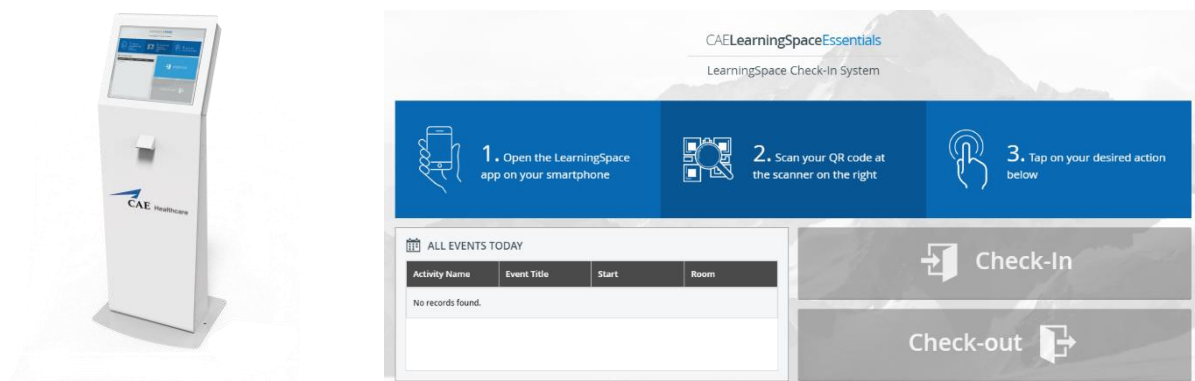 CAE Healthcare
CAELearningSpaceEssentials
LearningSpace Check-In System
1. Open the LearningSpace
app on your smartphone
2. Scan your QR code at
the scanner on the right
3. Tap on your desired action
below
ALL EVENTS TODAY
Activity Name Event Title Start Room
No records found.
Check-In
Check-out